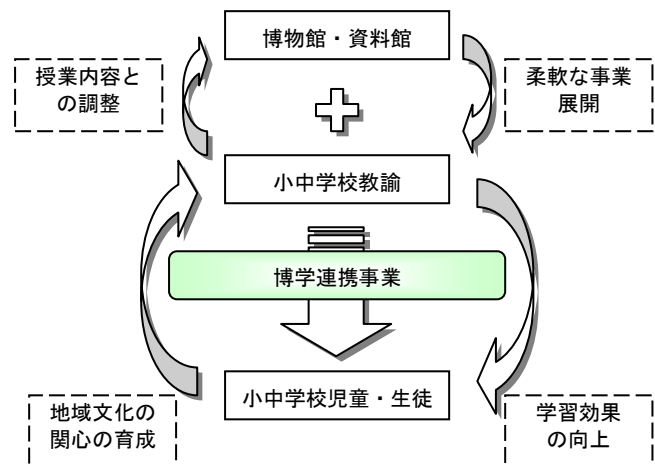 博物館・資料館
授業内容と
の調整
柔軟な事業
展開
小中学校教諭
博学連携事業
小中学校児童・生徒
地域文化の
関心の育成
学習効果
の向上